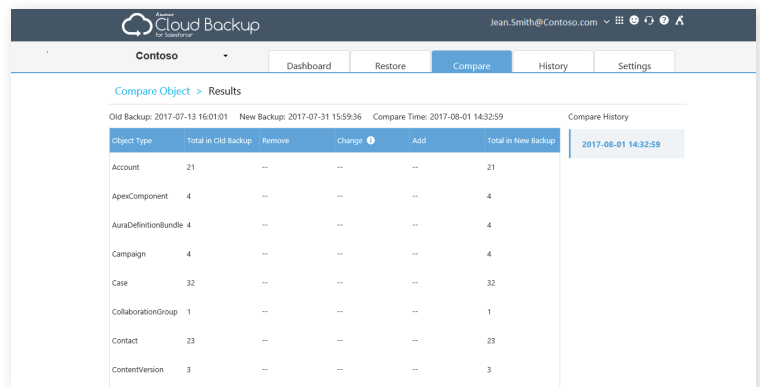 AvePoint
Cloud Backup
for Salesforce
Jean.Smith@Contoso.com
Contoso
Dashboard Restore Compare History Settings
Compare Object > Results
Old Backup: 2017-07-13 16:01:01 New Backup: 2017-07-31 15:59:36 Compare Time: 2017-08-01 14:32:59 Compare History
Object Type Total in Old Backup Remove Change Add Total in New Backup
2017-08-01 14:32:59
Account 21 -- -- -- 21
ApexComponent 4 -- -- -- 4
AuraDefinitionBundle 4 -- -- -- 4
Campaign 4 -- -- -- 4
Case 32 -- -- -- 32
CollaborationGroup 1 -- -- -- 1
Contact 23 -- -- -- 23
ContentVersion 3 -- -- -- 3